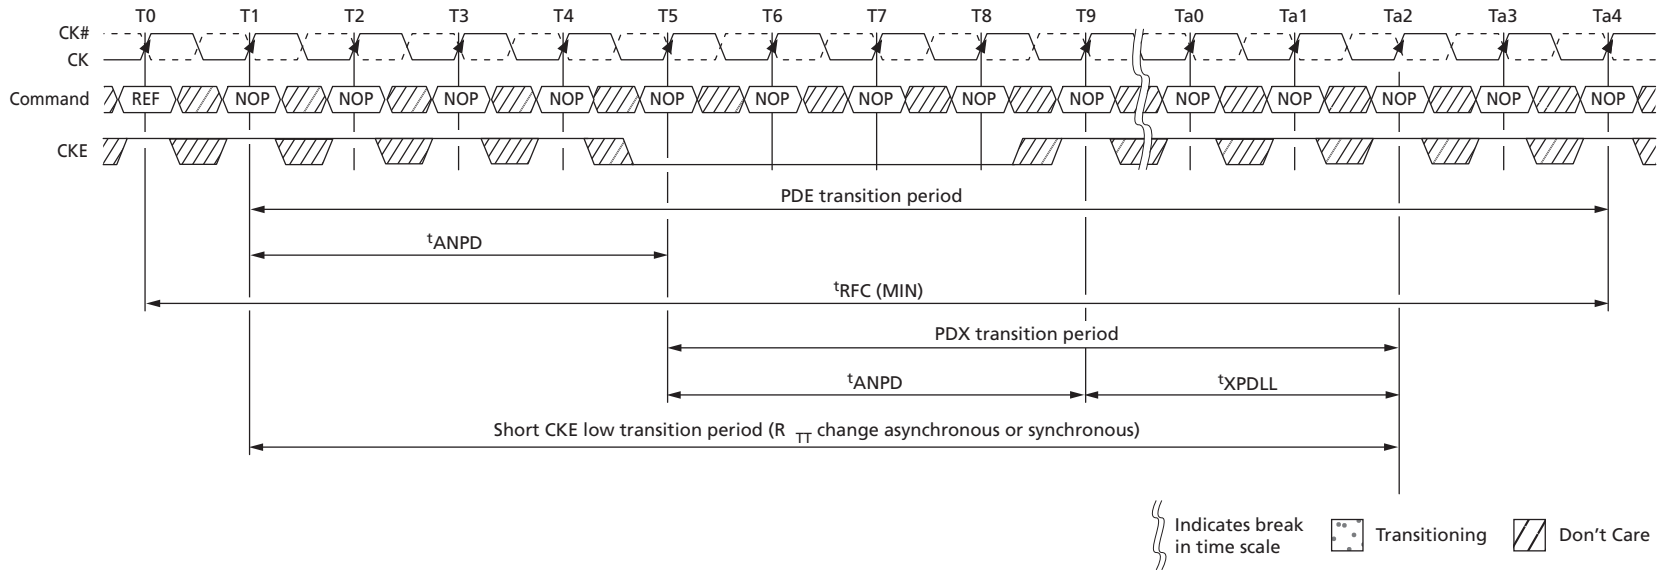 T0 T1 T2 T3 T4 T5 T6 T7 T8 T9 Ta0 Ta1 Ta2 Ta3 Ta4
CK#
CK
Command REF NOP NOP NOP NOP NOP NOP NOP NOP NOP NOP NOP NOP NOP NOP
CKE
PDE transition period
tANPD
tRFC (MIN)
PDX transition period
tANPD tXPDLL
Short CKE low transition period (R TT change asynchronous or synchronous)
Indicates break
in time scale
Transitioning
Don't Care